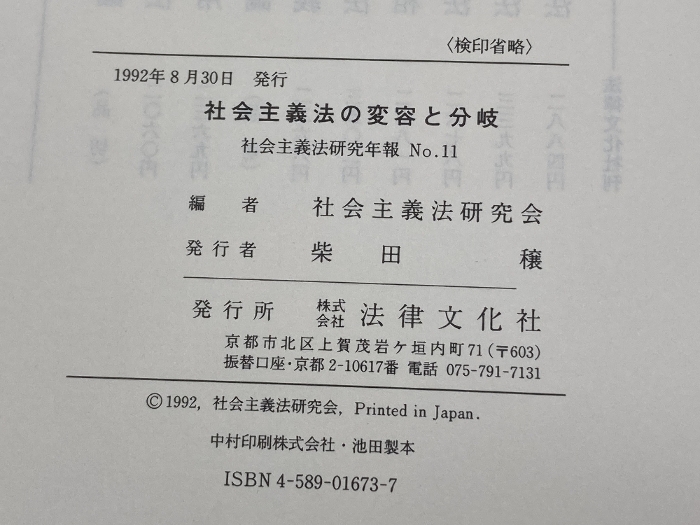 〈検印省略〉
1992年8月30日 発行
社会主義法の変容と分岐
社会主義法研究年報 No.11
編者 社会主義法研究会
発行者 柴田 穣
発行所 株式会社 法律文化社
京都市北区上賀茂岩ケ垣内町71(〒603)
振替口座・京都2-10617番 電話 075-791-7131
©1992, 社会主義法研究会, Printed in Japan.
中村印刷株式会社・池田製本
ISBN4-589-01673-7